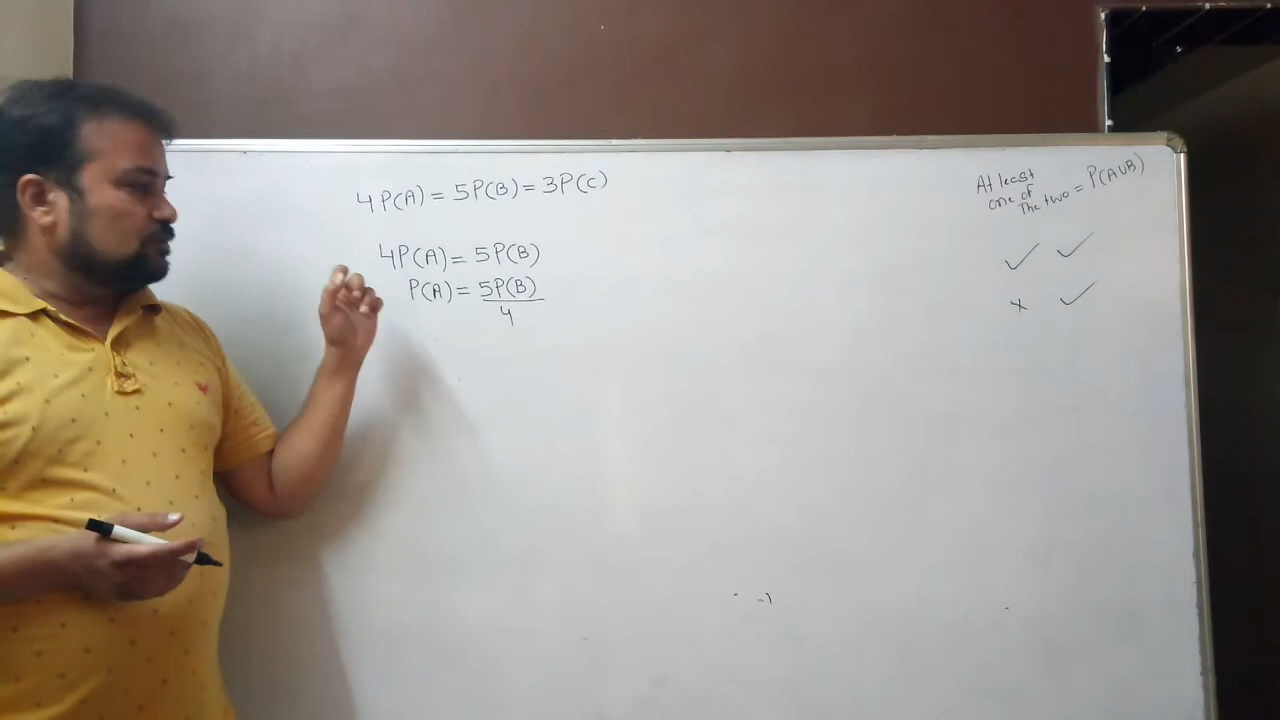 4P(A) = 5P(B) = 3P(C)
4P(A) = 5P(B)
P(A) = 5P(B)
4
At least
one of
The two = P(A∪B)
✓ ✓
× ✓